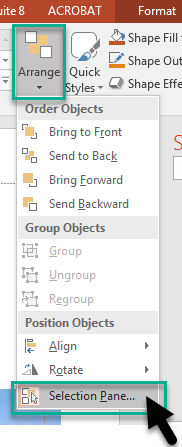 uite 8 ACROBAT Format
Arrange
Quick
Styles
Shape Fill
Shape Out
Shape Effe
Order Objects
Bring to Front
Send to Back
Bring Forward
Send Backward
Group Objects
Group
Ungroup
Regroup
Position Objects
Align
Rotate
Selection Pane...